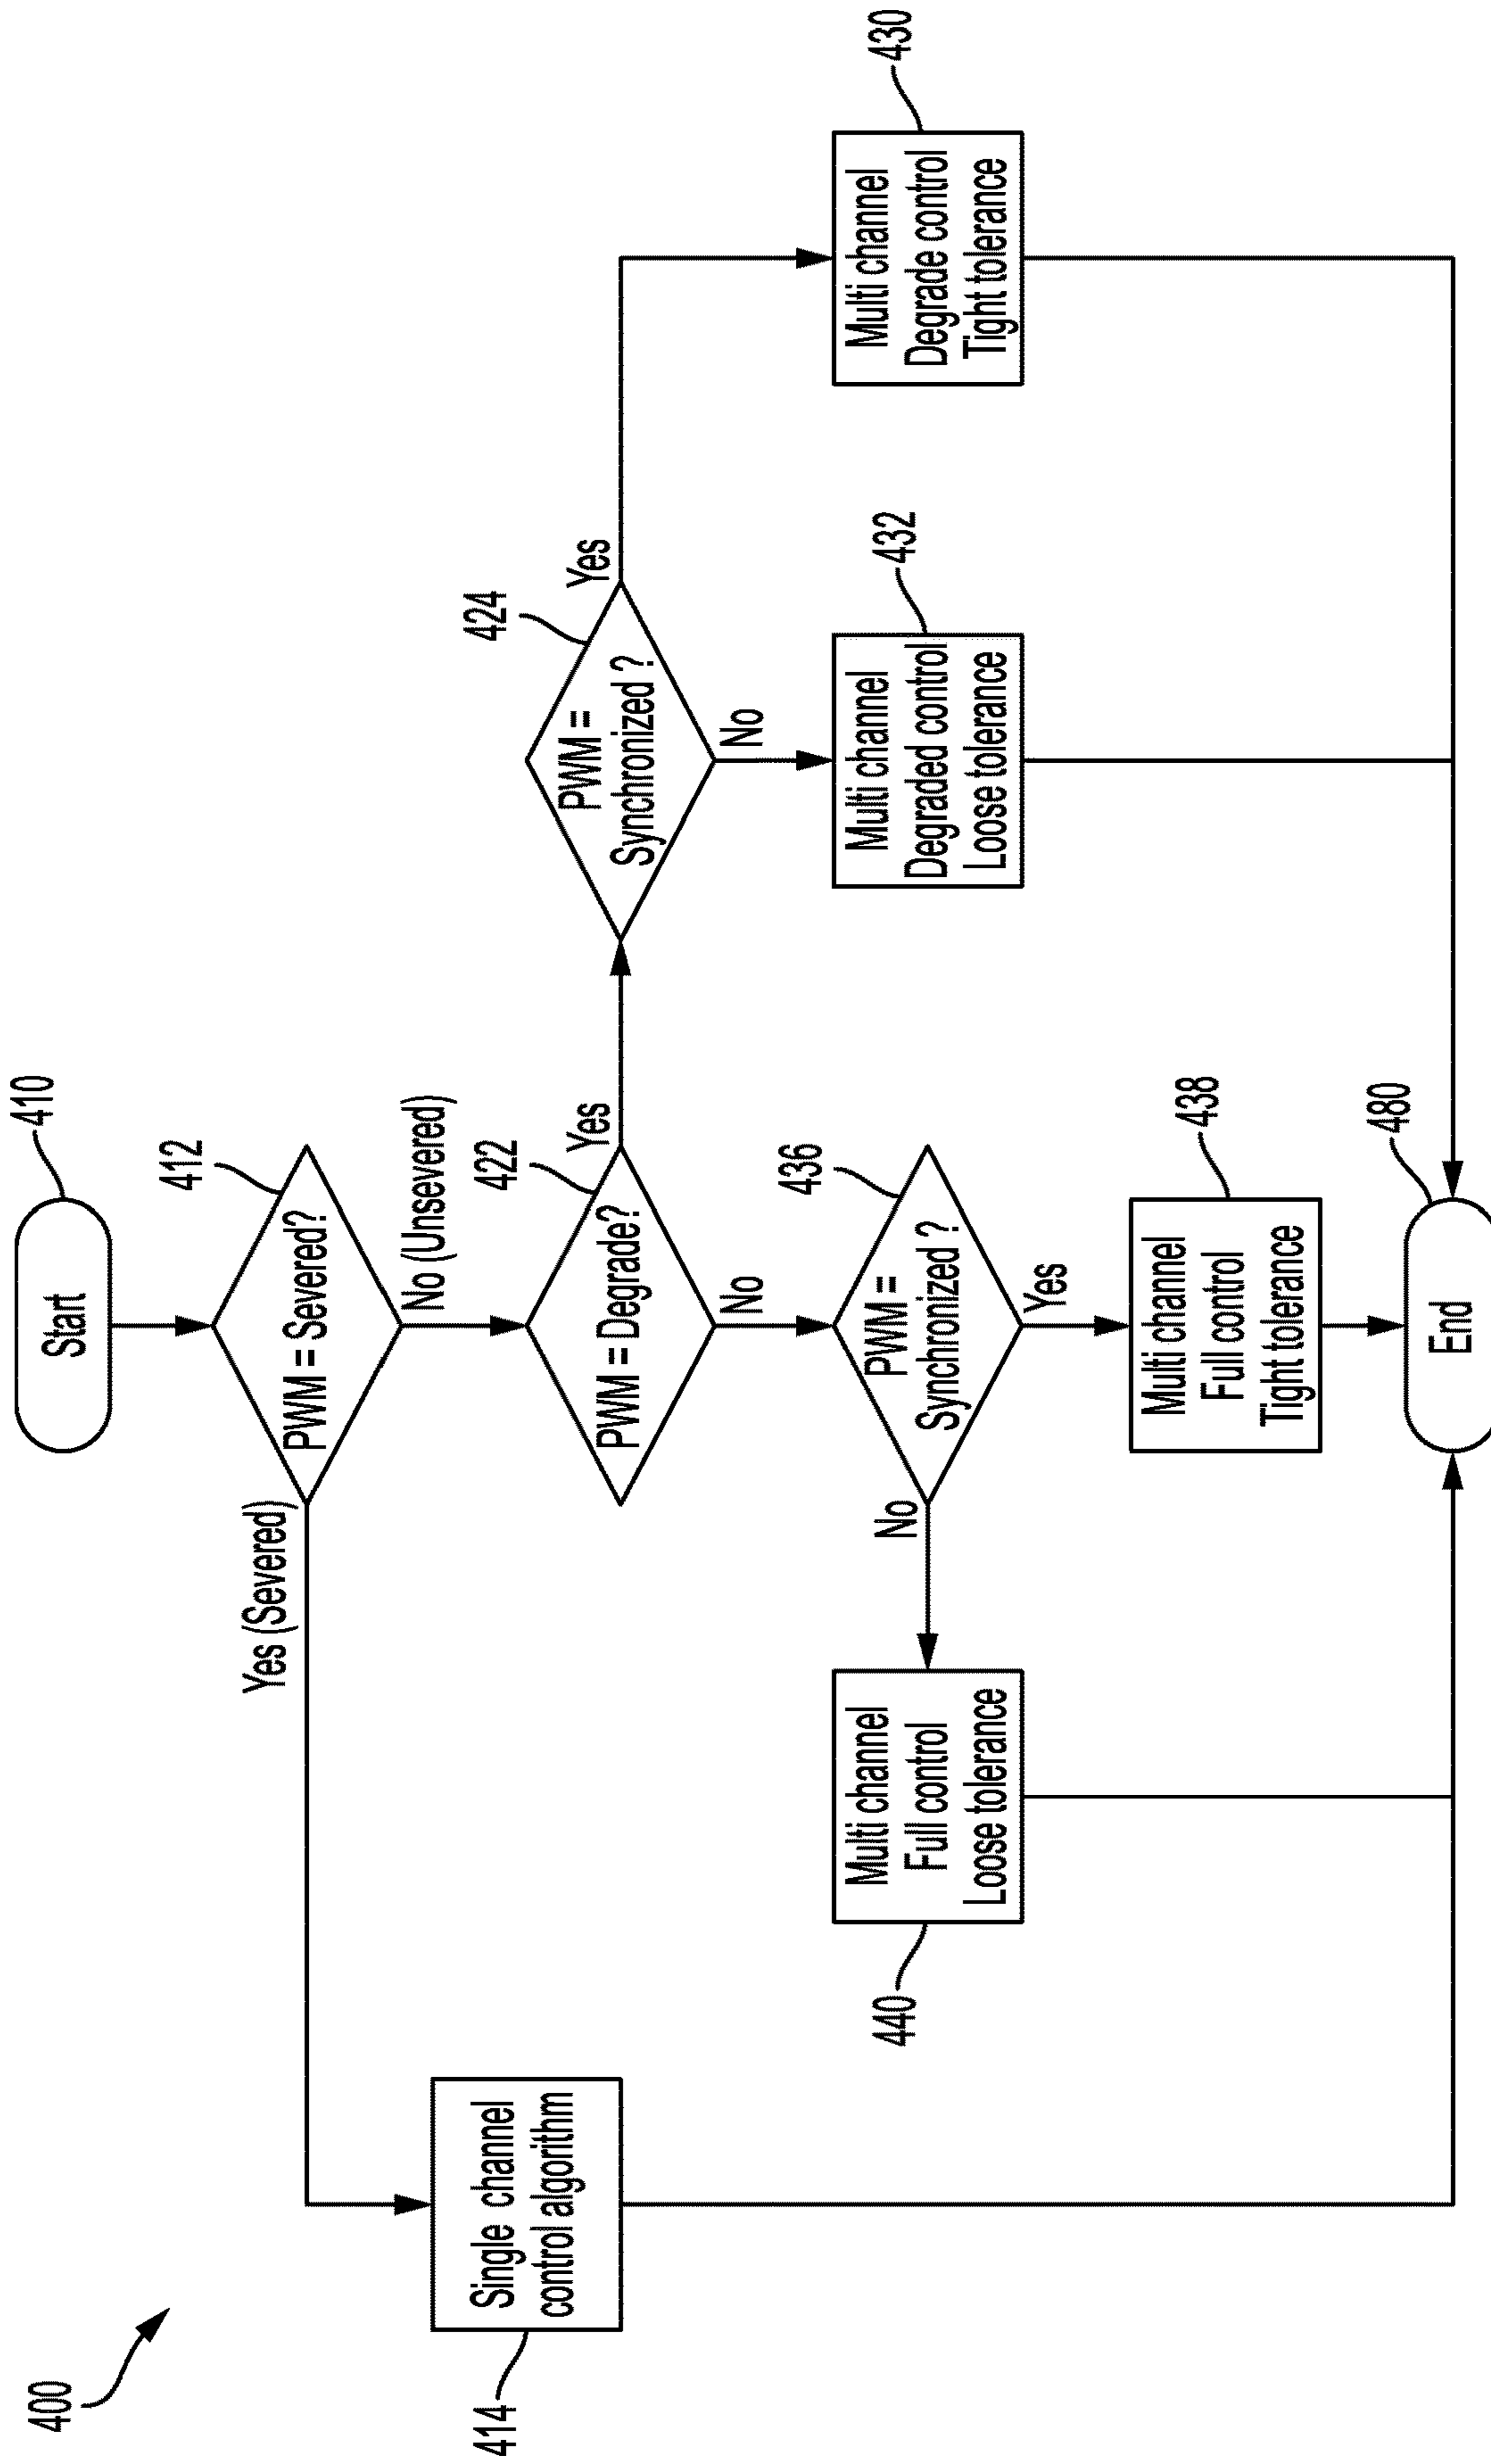 400
Start
410
PWM = Severed?
412
Yes (Severed)
No (Unsevered)
Single channel
control algorithm
414
PWM = Degrade?
422
Yes
No
PWM =
Synchronized ?
424
Yes
No
PWM =
Synchronized ?
436
No
Yes
Multi channel
Full control
Loose tolerance
440
Multi channel
Degraded control
Loose tolerance
432
Multi channel
Degrade control
Tight tolerance
430
Multi channel
Full control
Tight tolerance
438
End
480